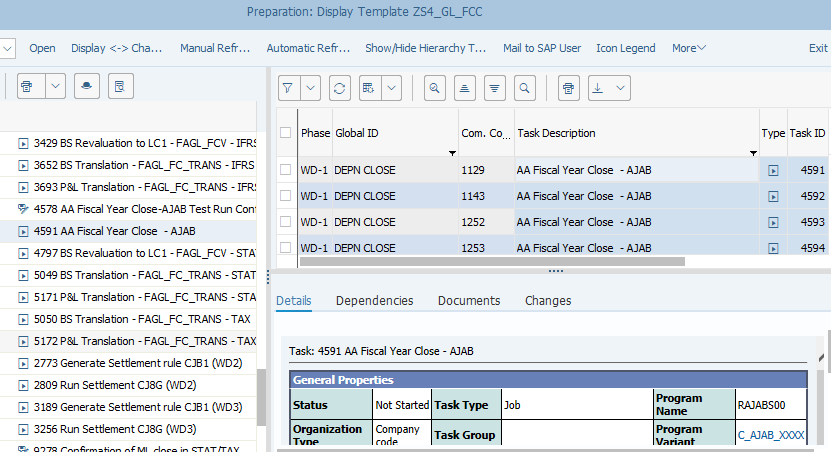 Preparation: Display Template ZS4_GL_FCC
Open Display <-> Cha... Manual Refr... Automatic Refr... Show/Hide Hierarchy T... Mail to SAP User Icon Legend More Exit
3429 BS Revaluation to LC1 - FAGL_FCV - IFRS
3652 BS Translation - FAGL_FC_TRANS - IFRS
3693 P&L Translation - FAGL_FC_TRANS - IFRS
4578 AA Fiscal Year Close-AJAB Test Run Conf
4591 AA Fiscal Year Close - AJAB
4797 BS Revaluation to LC1 - FAGL_FCV - STAT
5049 BS Translation - FAGL_FC_TRANS - STAT
5171 P&L Translation - FAGL_FC_TRANS - STA
5050 BS Translation - FAGL_FC_TRANS - TAX
5172 P&L Translation - FAGL_FC_TRANS - TAX
2773 Generate Settlement rule CJB1 (WD2)
2809 Run Settlement CJ8G (WD2)
3189 Generate Settlement rule CJB1 (WD3)
3256 Run Settlement CJ8G (WD3)
9278 Confirmation of ML close in STAT/TAX
Phase Global ID Com. Co... Task Description Type Task ID
WD-1 DEPN CLOSE 1129 AA Fiscal Year Close - AJAB 4591
WD-1 DEPN CLOSE 1143 AA Fiscal Year Close - AJAB 4592
WD-1 DEPN CLOSE 1252 AA Fiscal Year Close - AJAB 4593
WD-1 DEPN CLOSE 1253 AA Fiscal Year Close - AJAB 4594
Details Dependencies Documents Changes
Task: 4591 AA Fiscal Year Close - AJAB
General Properties
Status Not Started Task Type Job Program Name RAJABS00
Organization Type Company code Task Group Program Variant C_AJAB_XXXX